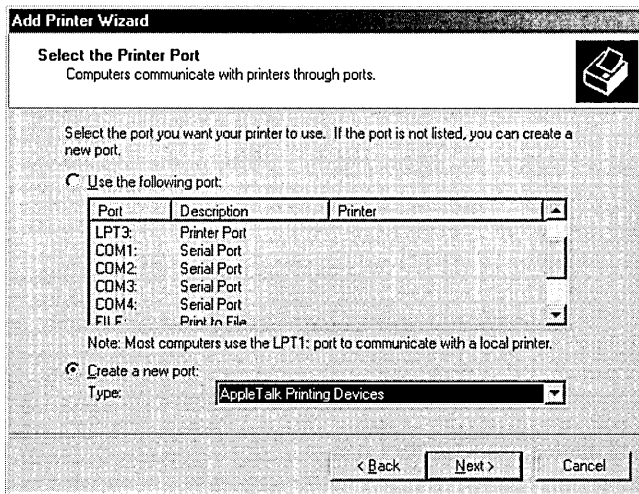 Add Printer Wizard
Select the Printer Port
Computers communicate with printers through ports.
Select the port you want your printer to use. If the port is not listed, you can create a
new port.
Use the following port:
Port Description Printer
LPT3: Printer Port
COM1: Serial Port
COM2: Serial Port
COM3: Serial Port
COM4: Serial Port
FILE: Print to File
Note: Most computers use the LPT1: port to communicate with a local printer.
Create a new port:
Type: AppleTalk Printing Devices
< Back Next > Cancel